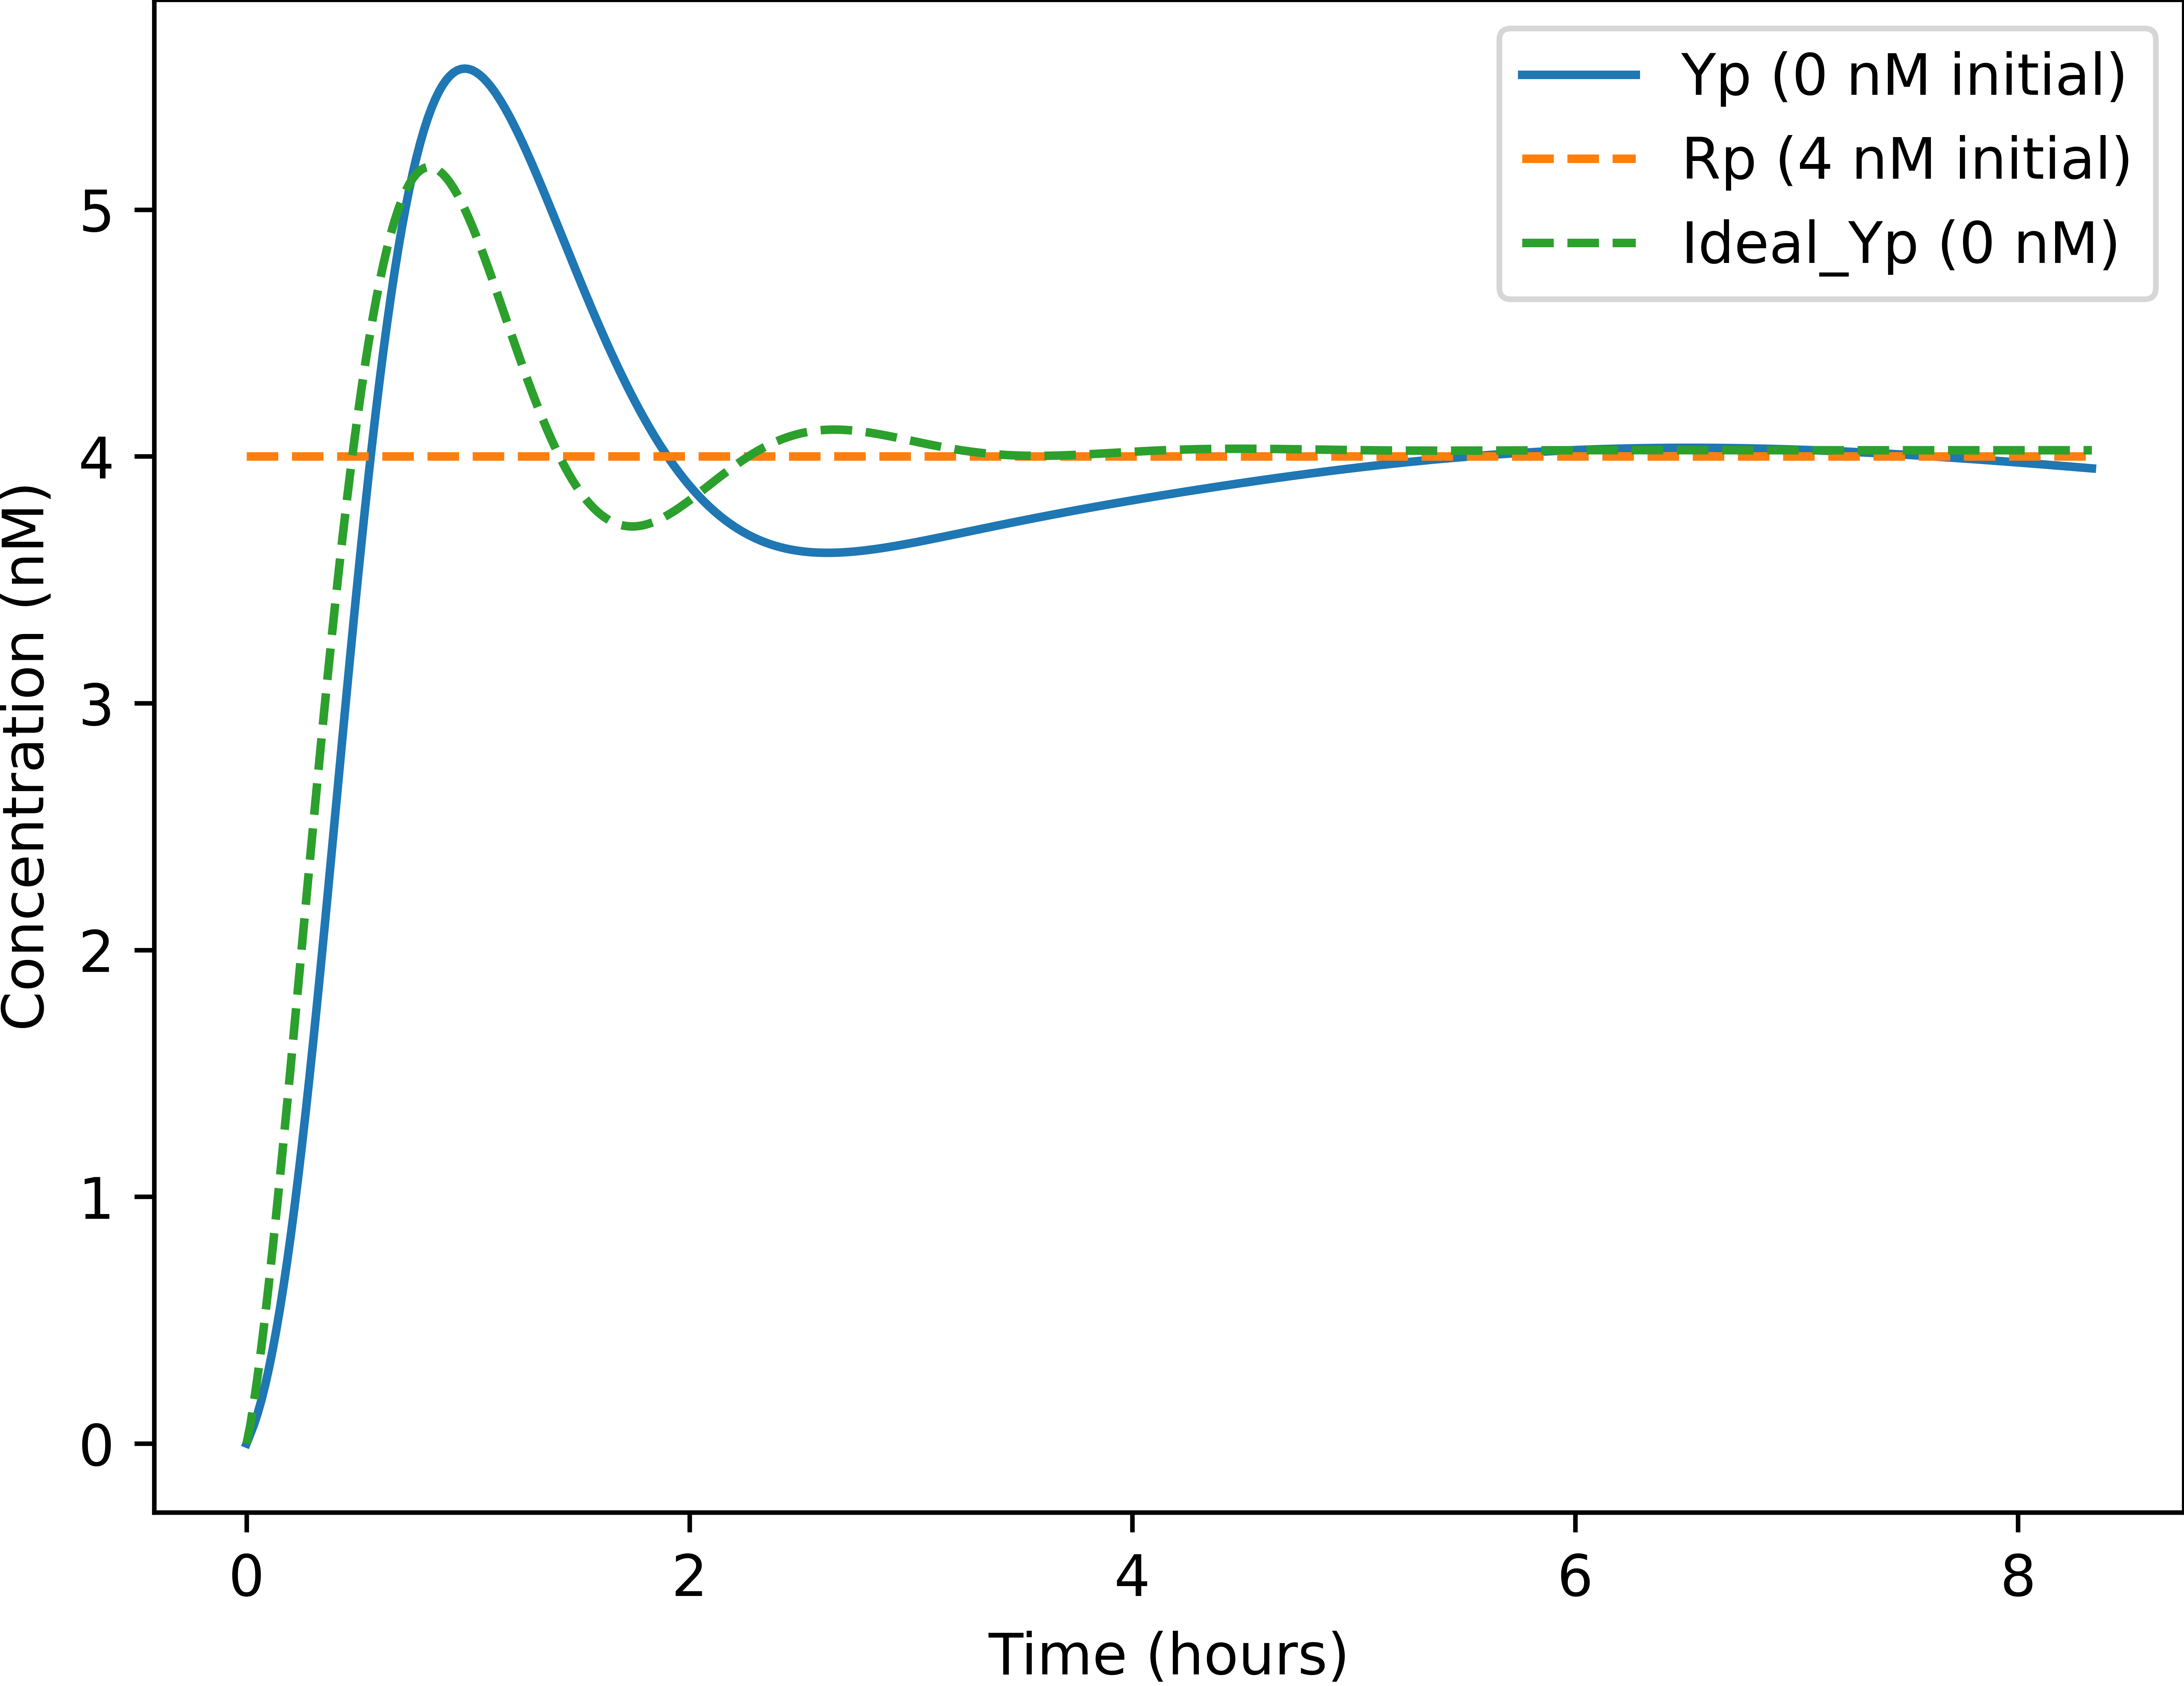 Yp (0 nM initial)
Rp (4 nM initial)
Ideal_Yp (0 nM)
Concentration (nM)
5
4
3
2
1
0
0 2 4 6 8
Time (hours)